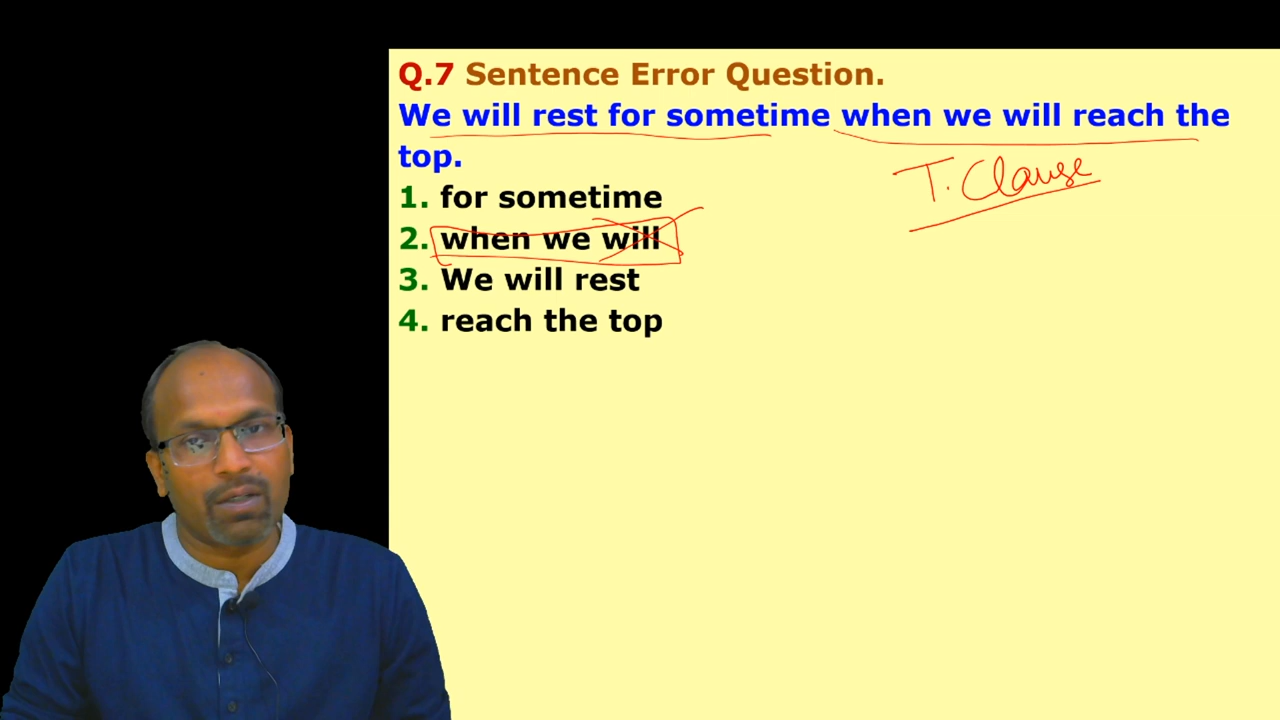 Q.7 Sentence Error Question.
We will rest for sometime when we will reach the
top.
T. Clause
1. for sometime
2. when we will
3. We will rest
4. reach the top